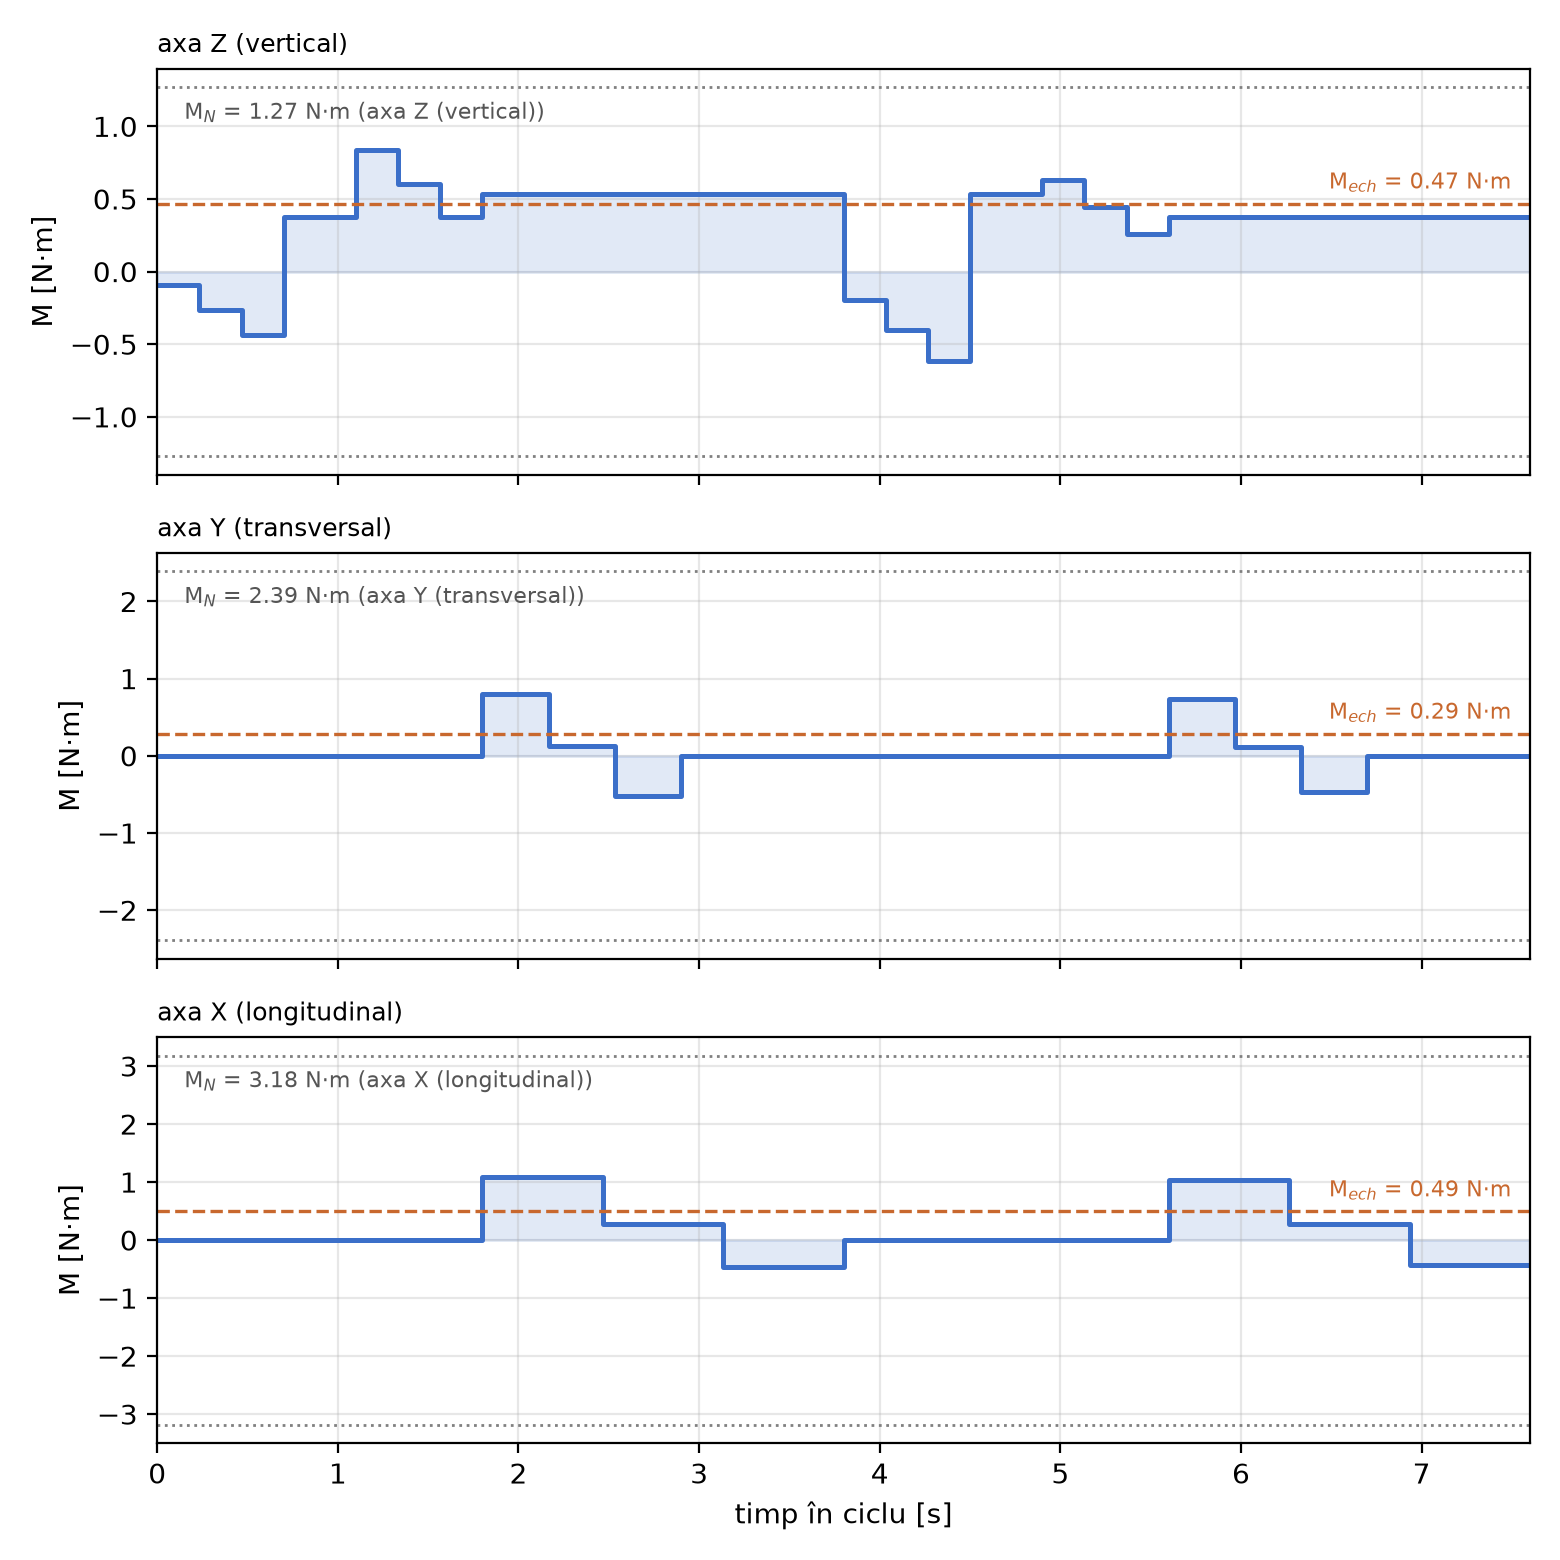 axa Z (vertical)
M_N = 1.27 N·m (axa Z (vertical))
1.0
0.5
0.0
−0.5
−1.0
M [N·m]
M_ech = 0.47 N·m
axa Y (transversal)
M_N = 2.39 N·m (axa Y (transversal))
2
1
0
−1
−2
M [N·m]
M_ech = 0.29 N·m
axa X (longitudinal)
M_N = 3.18 N·m (axa X (longitudinal))
3
2
1
0
−1
−2
−3
M [N·m]
M_ech = 0.49 N·m
0 1 2 3 4 5 6 7
timp în ciclu [s]